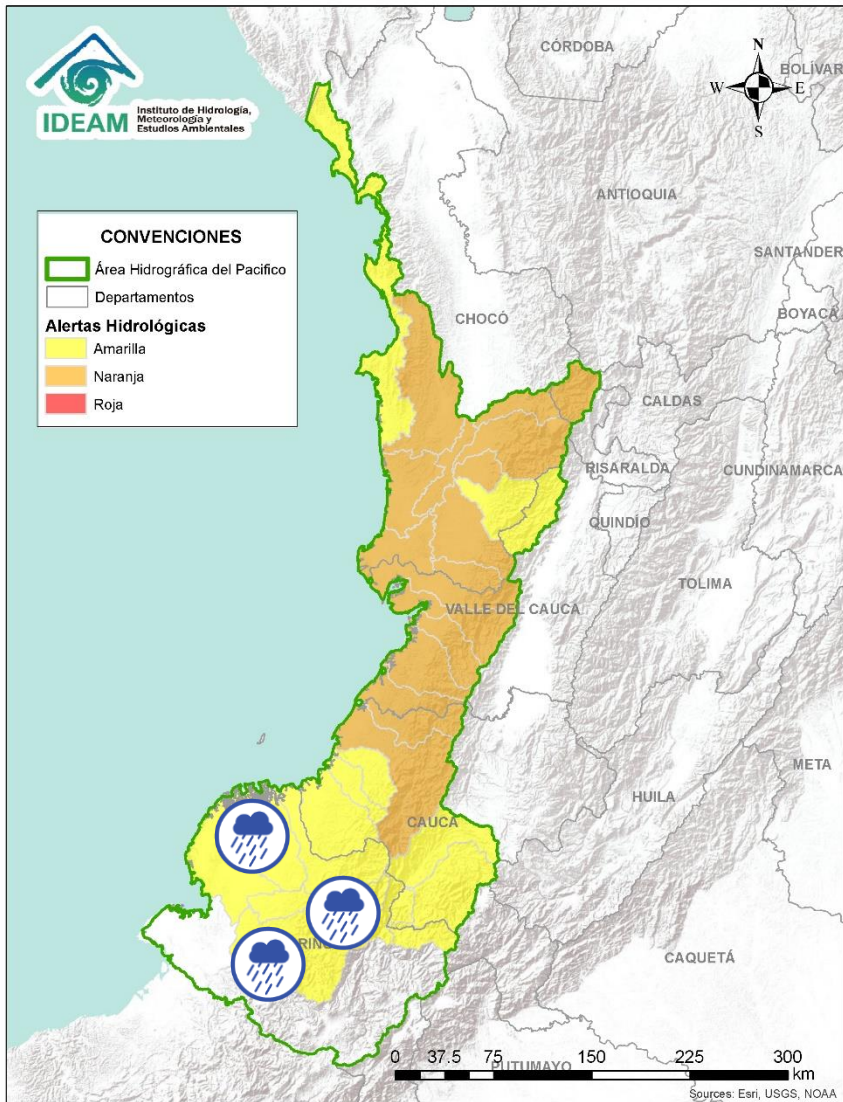 IDEAM
Instituto de Hidrología,
Meteorología y
Estudios Ambientales
CÓRDOBA
BOLÍVAR
N
W
E
S
ANTIOQUIA
SANTANDER
BOYACÁ
CONVENCIONES
Área Hidrográfica del Pacifico
Departamentos
Alertas Hidrológicas
Amarilla
Naranja
Roja
CHOCÓ
CALDAS
RISARALDA
CUNDINAMARCA
QUINDÍO
TOLIMA
VALLE DEL CAUCA
META
HUILA
CAUCA
CAQUETÁ
PUTUMAYO
0 37.5 75 150 225 300
km
Sources: Esri, USGS, NOAA